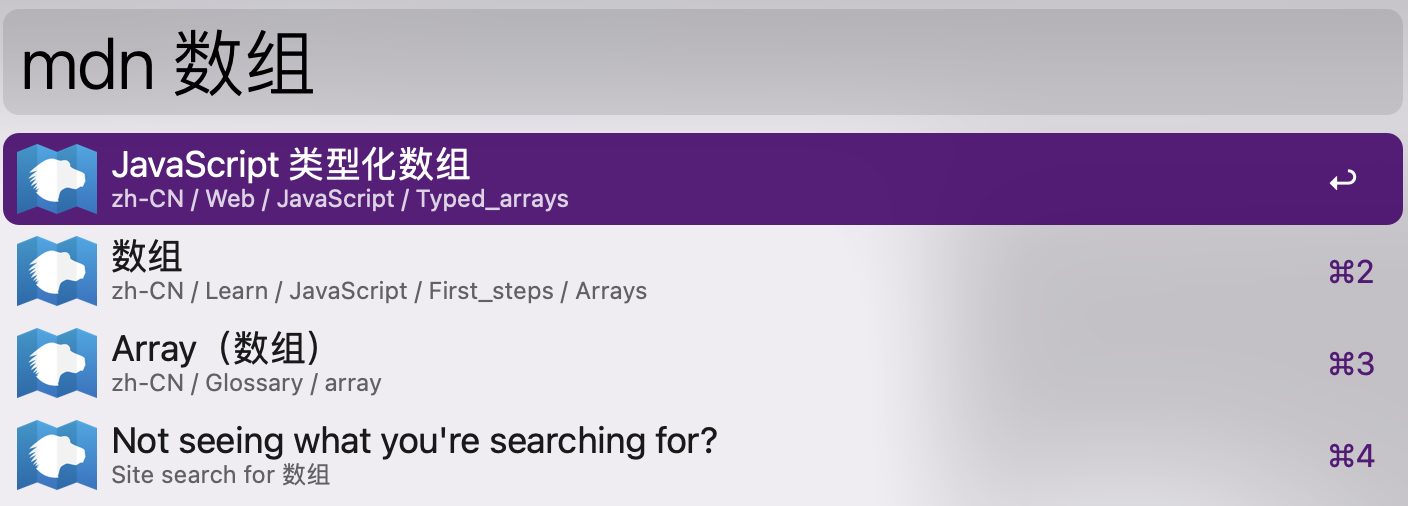 mdn 数组
JavaScript 类型化数组
zh-CN / Web / JavaScript / Typed_arrays
数组
zh-CN / Learn / JavaScript / First_steps / Arrays
⌘2
Array（数组）
zh-CN / Glossary / array
⌘3
Not seeing what you're searching for?
Site search for 数组
⌘4